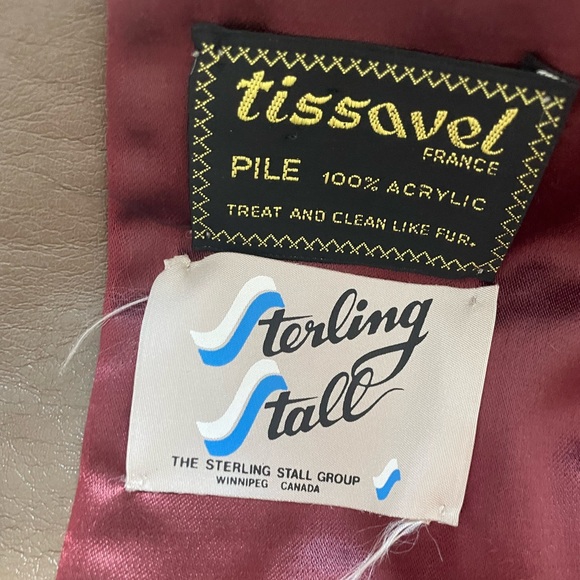 tissavel
FRANCE
PILE 100% ACRYLIC
TREAT AND CLEAN LIKE FUR.
Sterling
Stall
THE STERLING STALL GROUP
WINNIPEG CANADA